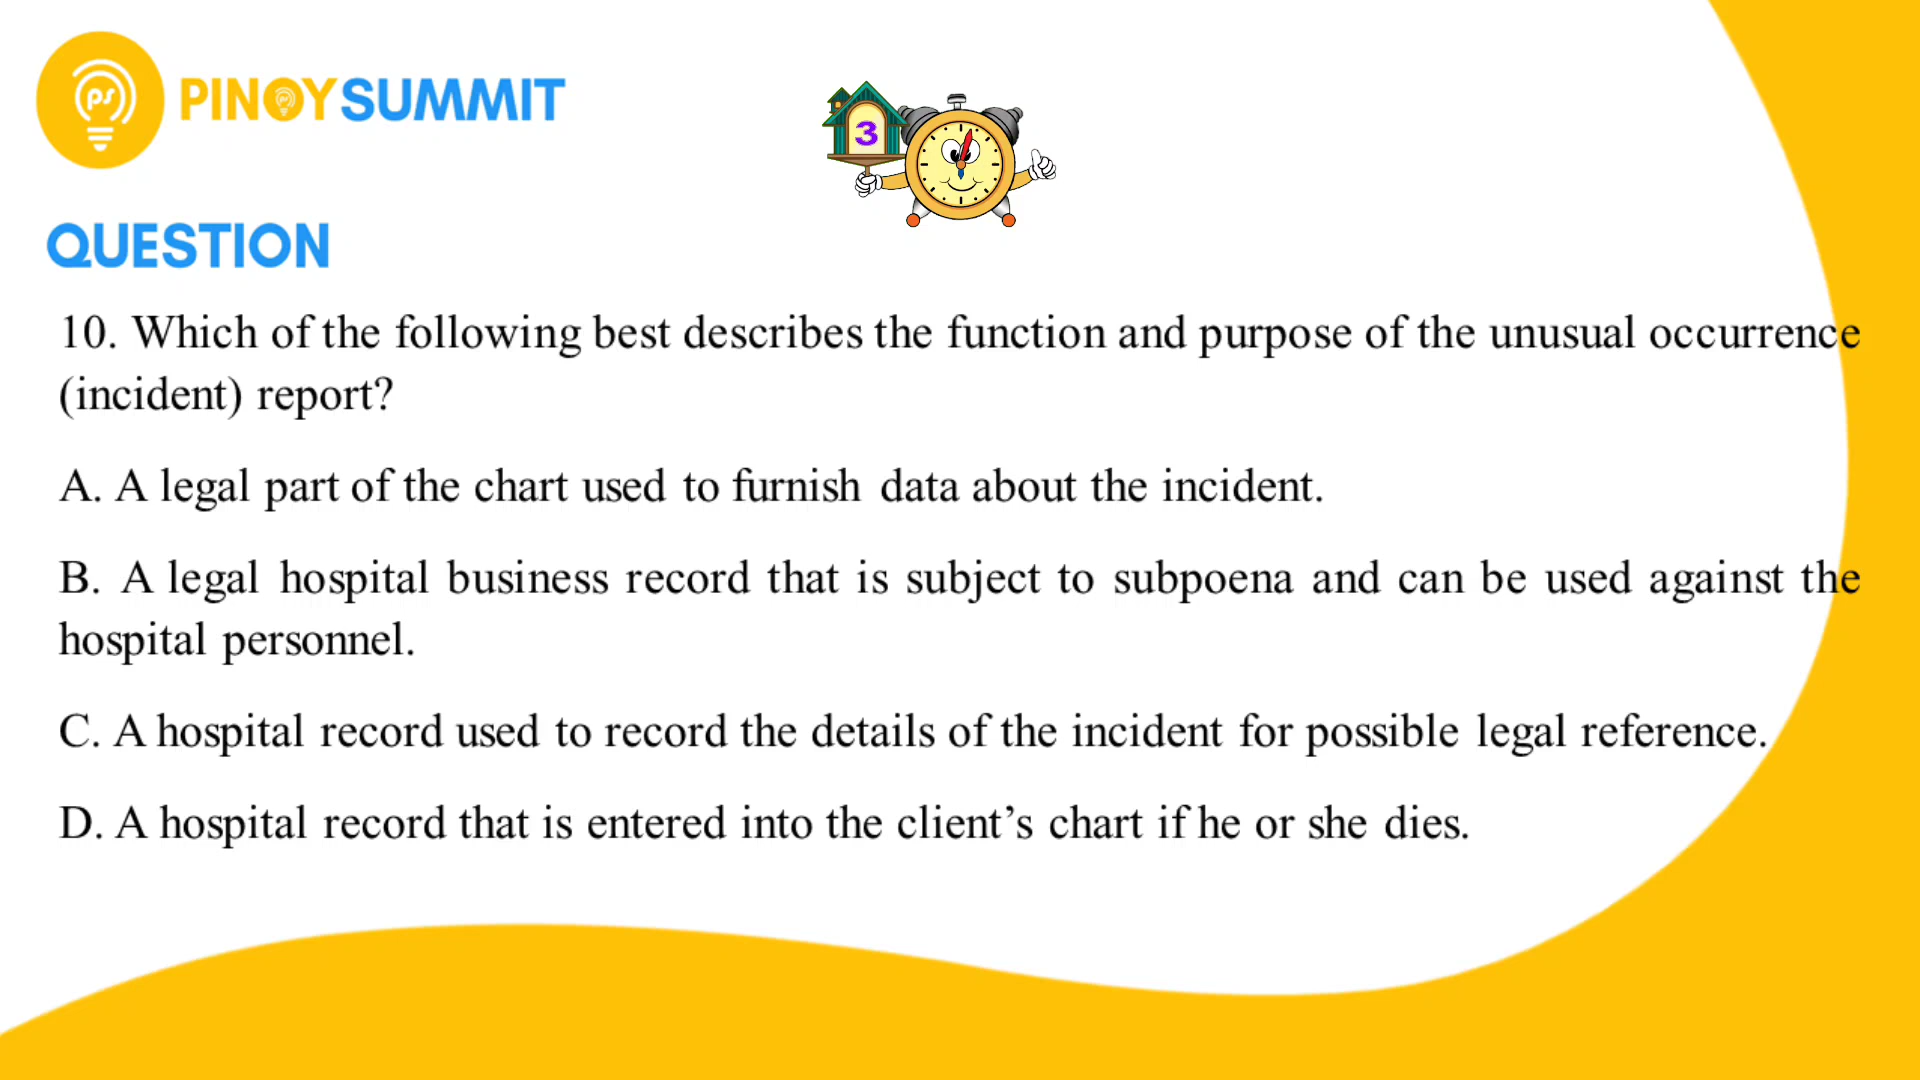 PINOYSUMMIT
3
QUESTION
10. Which of the following best describes the function and purpose of the unusual occurrence
(incident) report?
A. A legal part of the chart used to furnish data about the incident.
B. A legal hospital business record that is subject to subpoena and can be used against the
hospital personnel.
C. A hospital record used to record the details of the incident for possible legal reference.
D. A hospital record that is entered into the client’s chart if he or she dies.